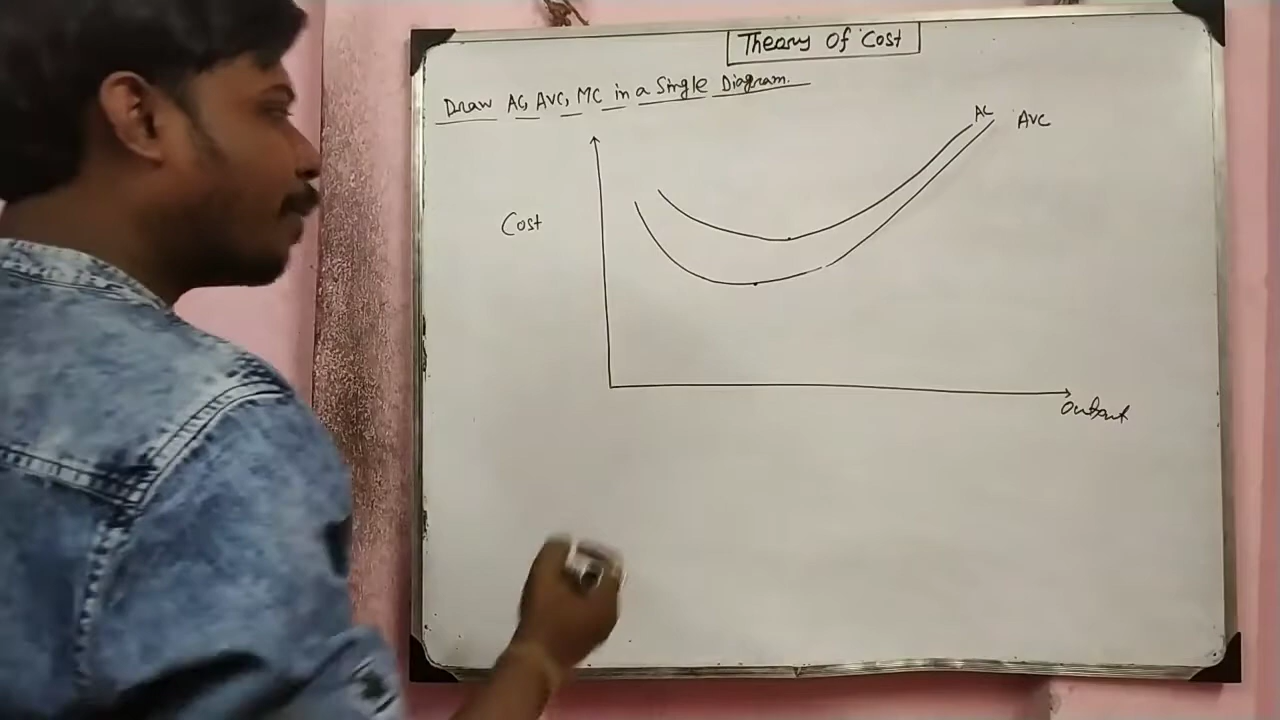 Theory Of Cost
Draw AC, AVC, MC in a Single Diagram.
AC
AVC
Cost
Output